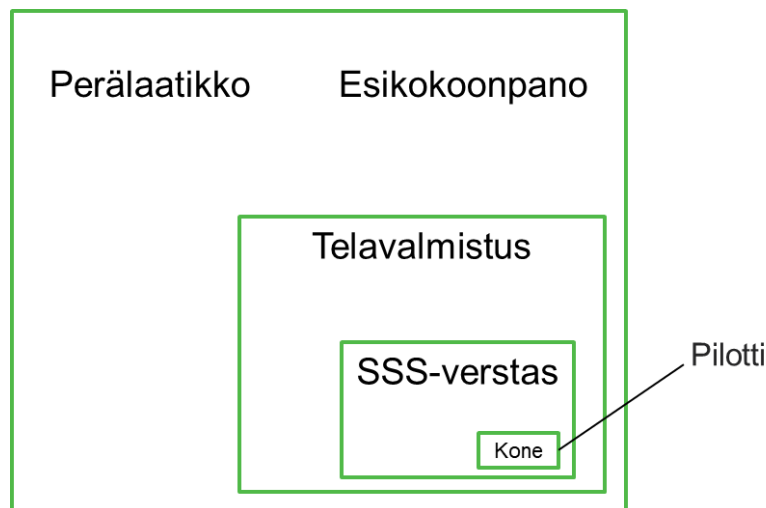 Perälaatikko Esikokoonpano
Telavalmistus
Pilotti
SSS-verstas
Kone